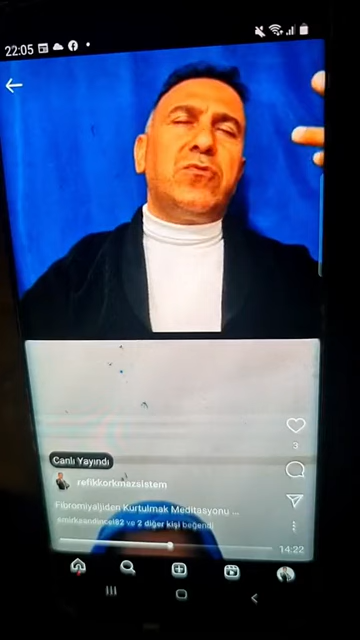 22:05
3
Canlı Yayındı
refikkorkmazsistem
Fibromiyaljiden Kurtulmak Meditasyonu ...
ve 2 diğer kişi beğendi
14:22